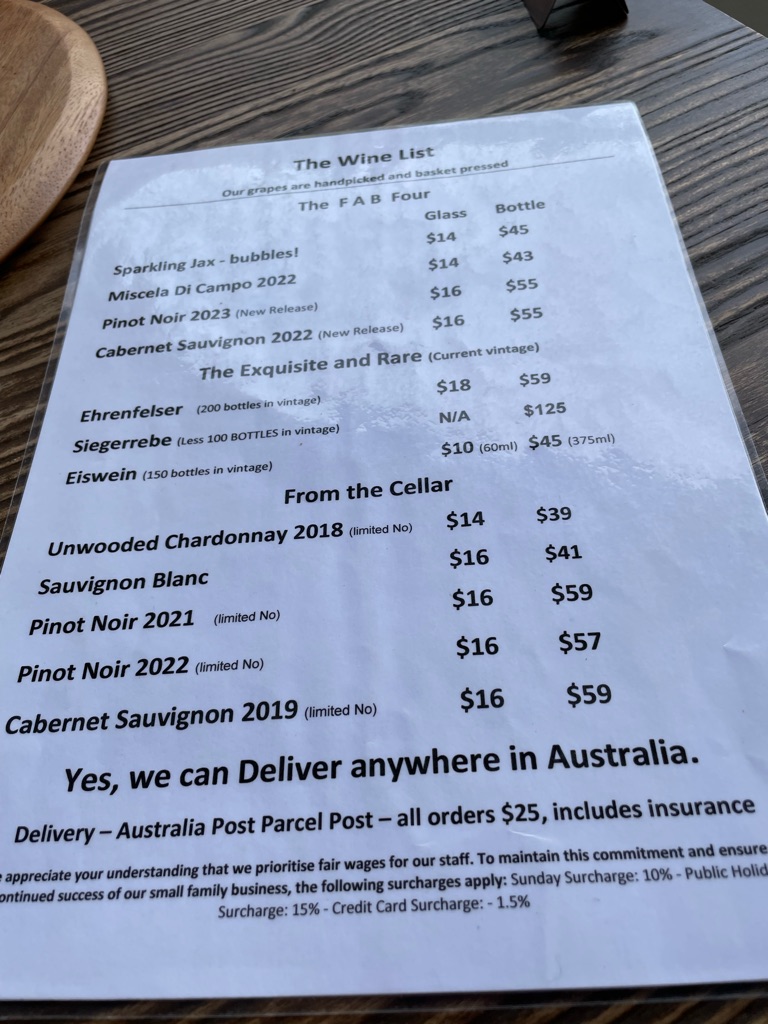 The Wine List
Our grapes are handpicked and basket pressed
The F A B Four
Glass Bottle
Sparkling Jax - bubbles! $14 $45
Miscela Di Campo 2022 $14 $43
Pinot Noir 2023 (New Release) $16 $55
Cabernet Sauvignon 2022 (New Release) $16 $55
The Exquisite and Rare (Current vintage)
Ehrenfelser (200 bottles in vintage) $18 $59
Siegerrebe (Less 100 BOTTLES in vintage) N/A $125
Eiswein (150 bottles in vintage) $10 (60ml) $45 (375ml)
From the Cellar
Unwooded Chardonnay 2018 (limited No) $14 $39
Sauvignon Blanc $16 $41
Pinot Noir 2021 (limited No) $16 $59
Pinot Noir 2022 (limited No) $16 $57
Cabernet Sauvignon 2019 (limited No) $16 $59
Yes, we can Deliver anywhere in Australia.
Delivery – Australia Post Parcel Post – all orders $25, includes insurance
appreciate your understanding that we prioritise fair wages for our staff. To maintain this commitment and ensure
ontinued success of our small family business, the following surcharges apply: Sunday Surcharge: 10% - Public Holid
Surcharge: 15% - Credit Card Surcharge: - 1.5%